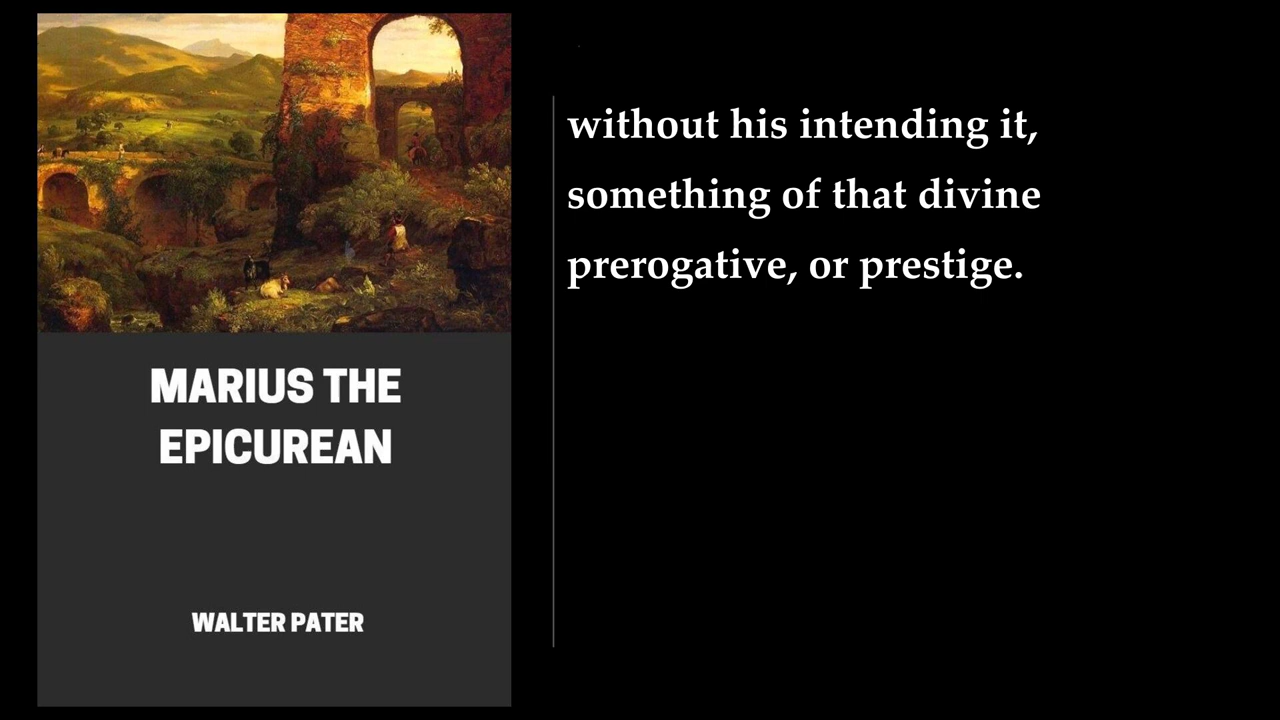 MARIUS THE
EPICUREAN
WALTER PATER
without his intending it,
something of that divine
prerogative, or prestige.